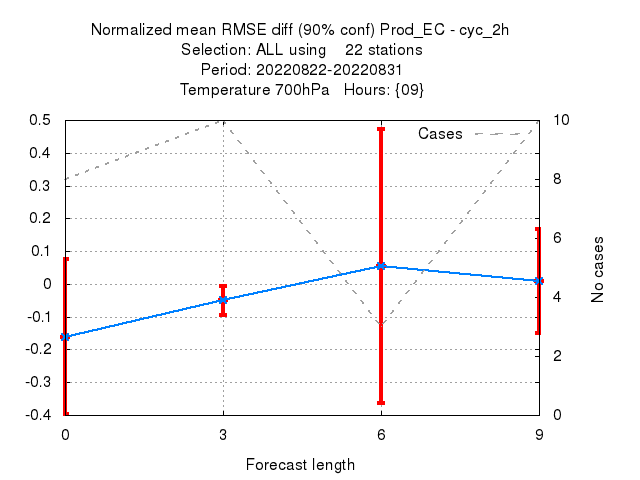 Normalized mean RMSE diff (90% conf) Prod_EC - cyc_2h
Selection: ALL using    22 stations
Period: 20220822-20220831
Temperature 700hPa   Hours: {09}
Cases
0.5
0.4
0.3
0.2
0.1
0
-0.1
-0.2
-0.3
-0.4
10
8
6
4
2
0
No cases
0 3 6 9
Forecast length